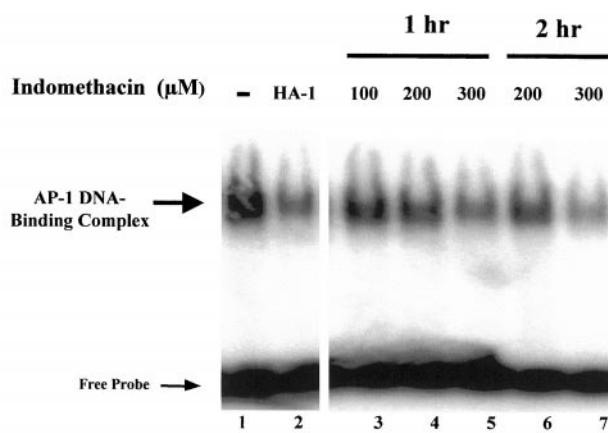 1 hr 2 hr
Indomethacin (µM) – HA-1 100 200 300 200 300
AP-1 DNA-
Binding Complex
Free Probe
1 2 3 4 5 6 7